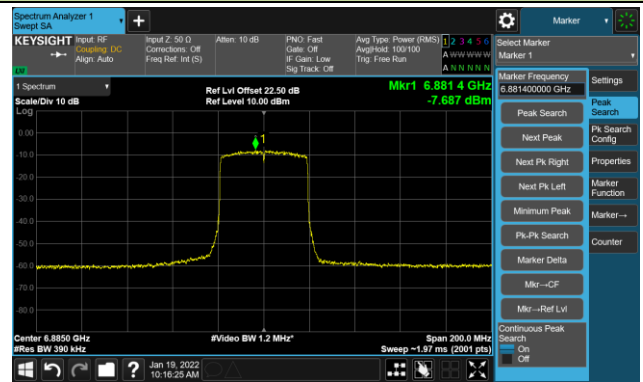 Spectrum Analyzer 1
Swept SA
Marker
KEYSIGHT
Input: RF
Coupling: DC
Align: Auto
Input Z: 50 Ω
Corrections: Off
Freq Ref: Int (S)
Atten: 10 dB
PNO: Fast
Gate: Off
IF Gain: Low
Sig Track: Off
Avg Type: Power (RMS)
Avg|Hold: 100/100
Trig: Free Run
1 2 3 4 5 6
A W W W W W
A N N N N N
LW
Select Marker
Marker 1
1 Spectrum
Scale/Div 10 dB
Log
Ref Lvl Offset 22.50 dB
Ref Level 10.00 dBm
Mkr1 6.881 4 GHz
-7.687 dBm
1
0.00
-10.0
-20.0
-30.0
-40.0
-50.0
-60.0
-70.0
-80.0
Center 6.8850 GHz
#Res BW 390 kHz
#Video BW 1.2 MHz*
Span 200.0 MHz
Sweep ~1.97 ms (2001 pts)
Marker Frequency
6.881400000 GHz
Peak Search
Next Peak
Next Pk Right
Next Pk Left
Minimum Peak
Pk-Pk Search
Marker Delta
Mkr→CF
Mkr→Ref Lvl
Continuous Peak
Search
On
Off
Settings
Peak
Search
Pk Search
Config
Properties
Marker
Function
Marker→
Counter
?
Jan 19, 2022
10:16:25 AM